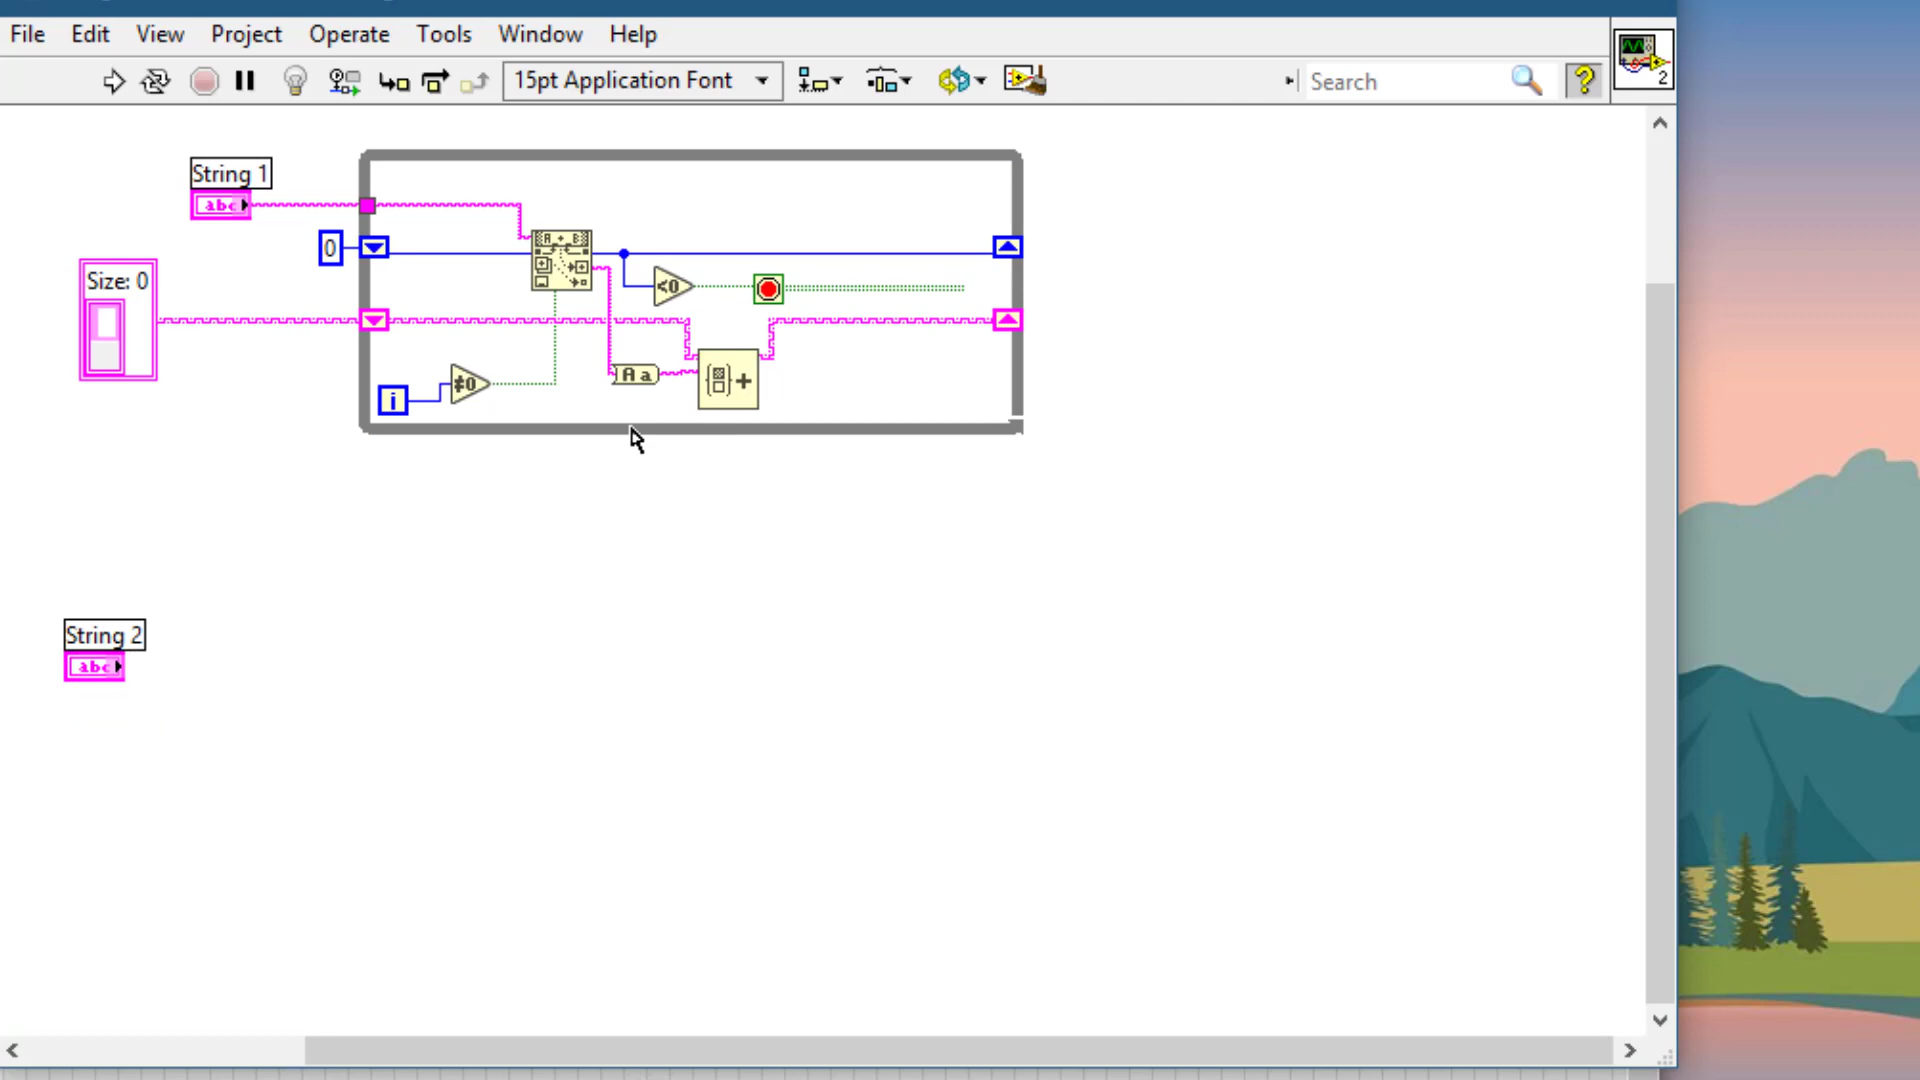 File Edit View Project Operate Tools Window Help
15pt Application Font
Search
?
2
String 1
abc
0
Size: 0
<0
≠0
i
A a
+
String 2
abc